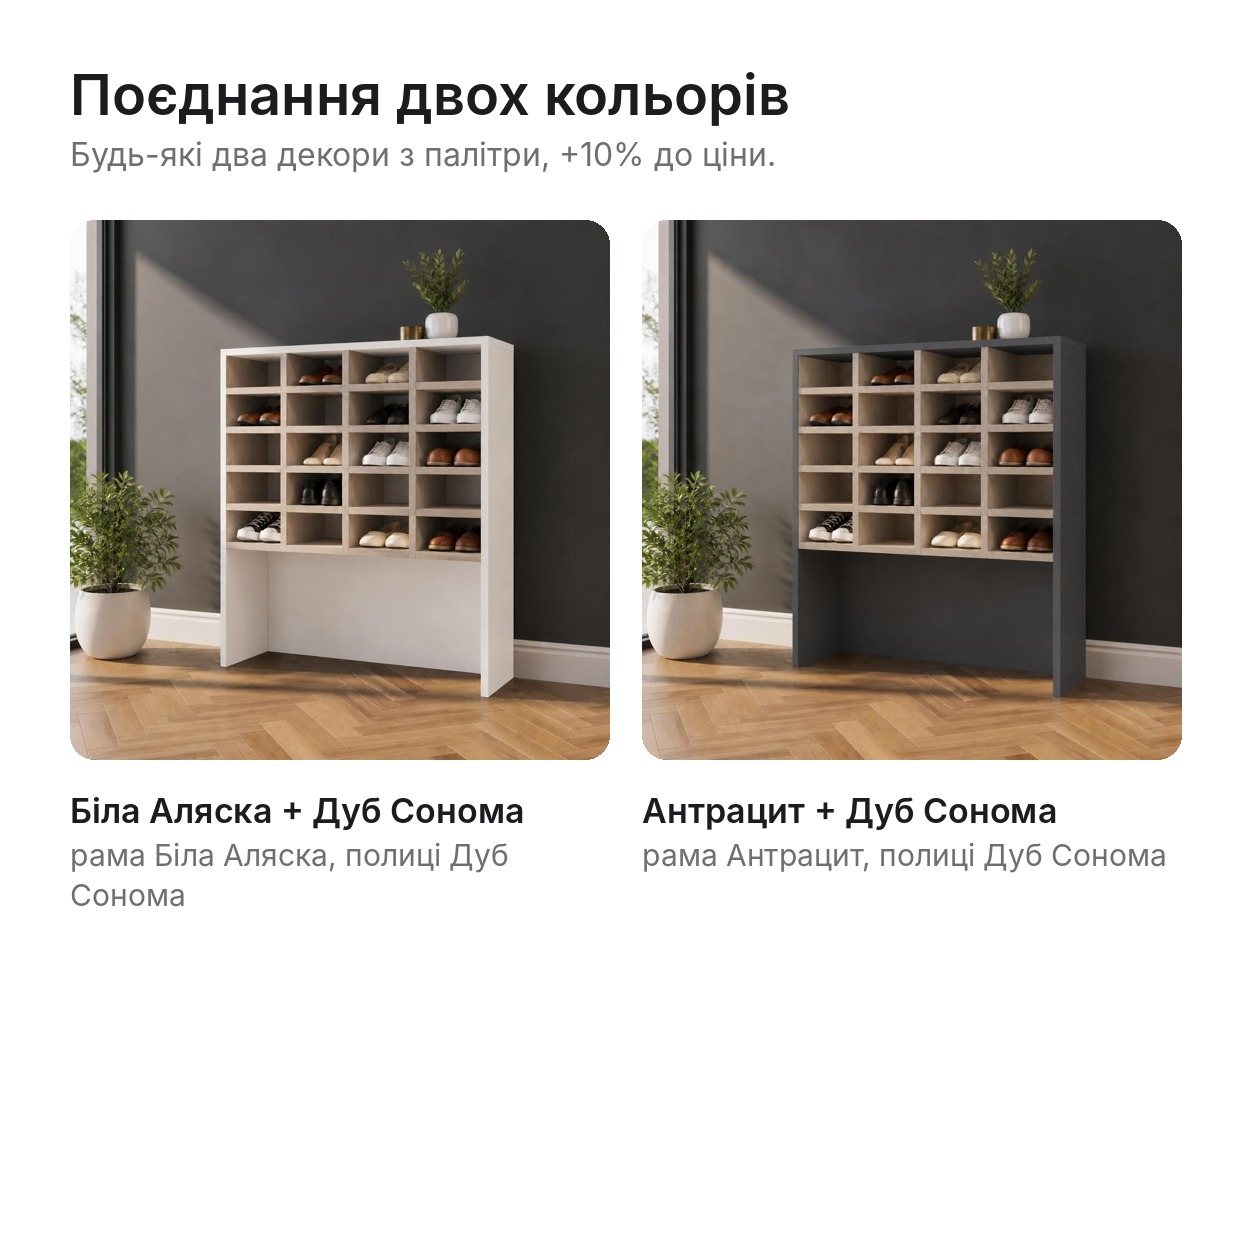 Поєднання двох кольорів
Будь-які два декори з палітри, +10% до ціни.
Біла Аляска + Дуб Сонома
рама Біла Аляска, полиці Дуб
Сонома
Антрацит + Дуб Сонома
рама Антрацит, полиці Дуб Сонома